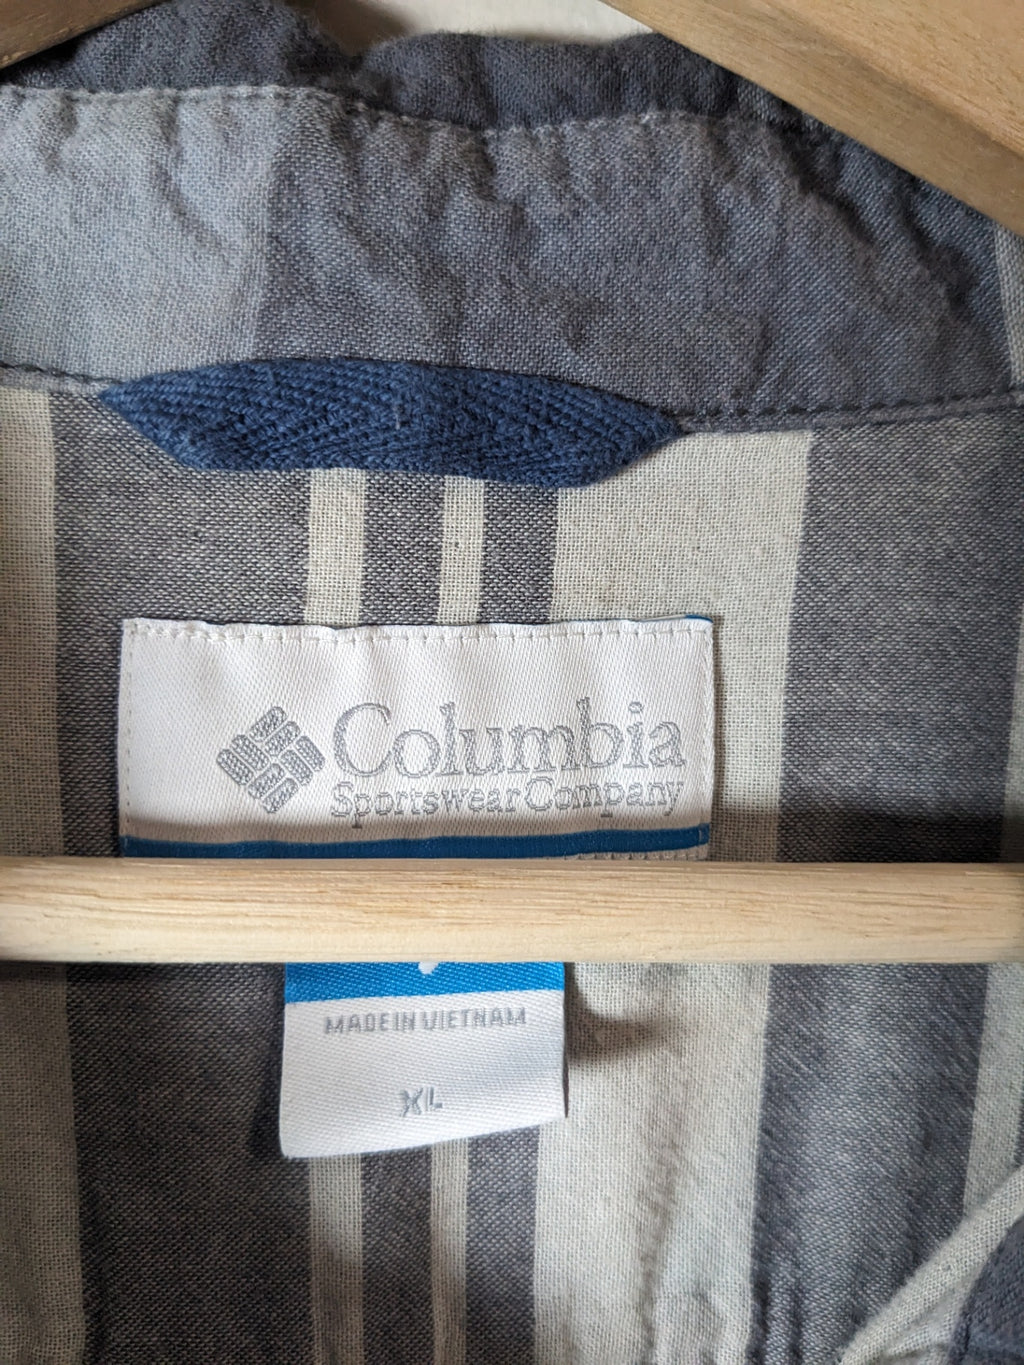 Columbia
Sportswear Company
MADE IN VIETNAM
XL